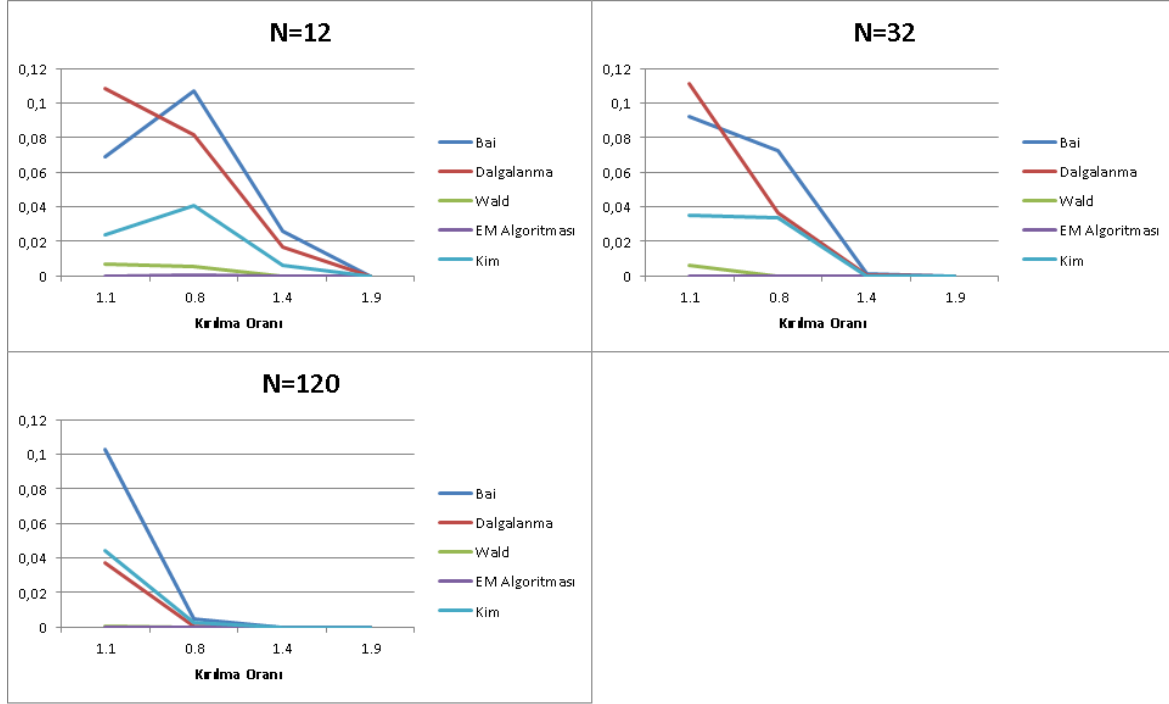 N=12
0,12
0,1
0,08
0,06
0,04
0,02
0
1.1 0.8 1.4 1.9
Kırılma Oranı
Bai
Dalgalanma
Wald
EM Algoritması
Kim
N=32
0,12
0,1
0,08
0,06
0,04
0,02
0
1.1 0.8 1.4 1.9
Kırılma Oranı
Bai
Dalgalanma
Wald
EM Algoritması
Kim
N=120
0,12
0,1
0,08
0,06
0,04
0,02
0
1.1 0.8 1.4 1.9
Kırılma Oranı
Bai
Dalgalanma
Wald
EM Algoritması
Kim